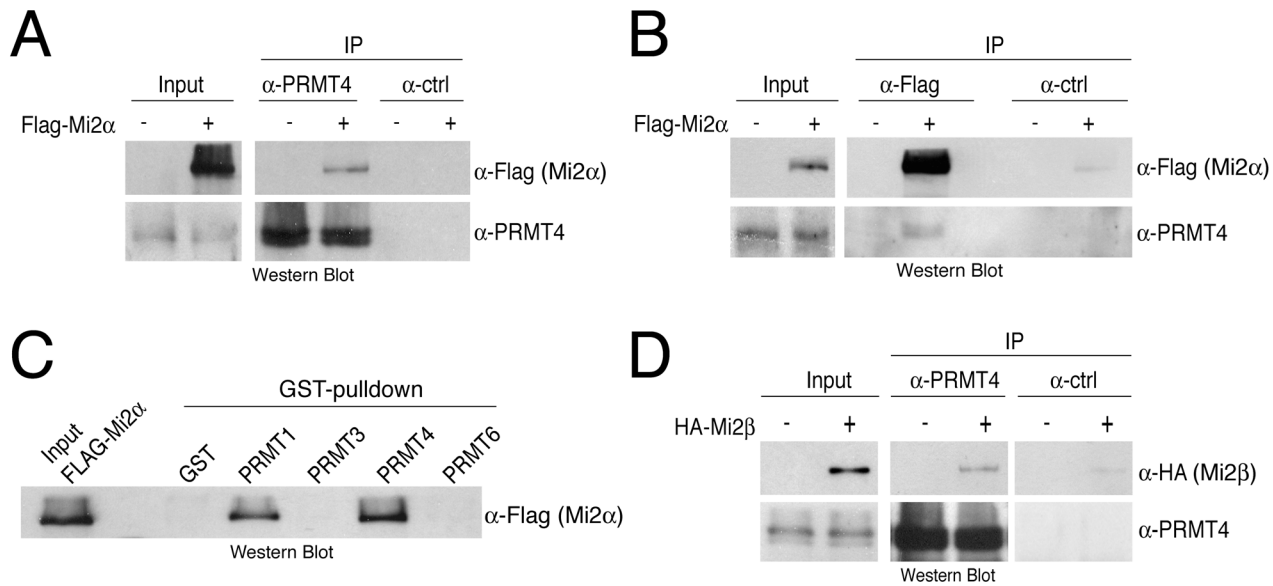 A
IP
Input α-PRMT4 α-ctrl
Flag-Mi2α - + - + - +
α-Flag (Mi2α)
α-PRMT4
Western Blot
B
IP
Input α-Flag α-ctrl
Flag-Mi2α - + - + - +
α-Flag (Mi2α)
α-PRMT4
Western Blot
C
GST-pulldown
Input
FLAG-Mi2α
GST
PRMT1
PRMT3
PRMT4
PRMT6
α-Flag (Mi2α)
Western Blot
D
IP
Input α-PRMT4 α-ctrl
HA-Mi2β - + - + - +
α-HA (Mi2β)
α-PRMT4
Western Blot